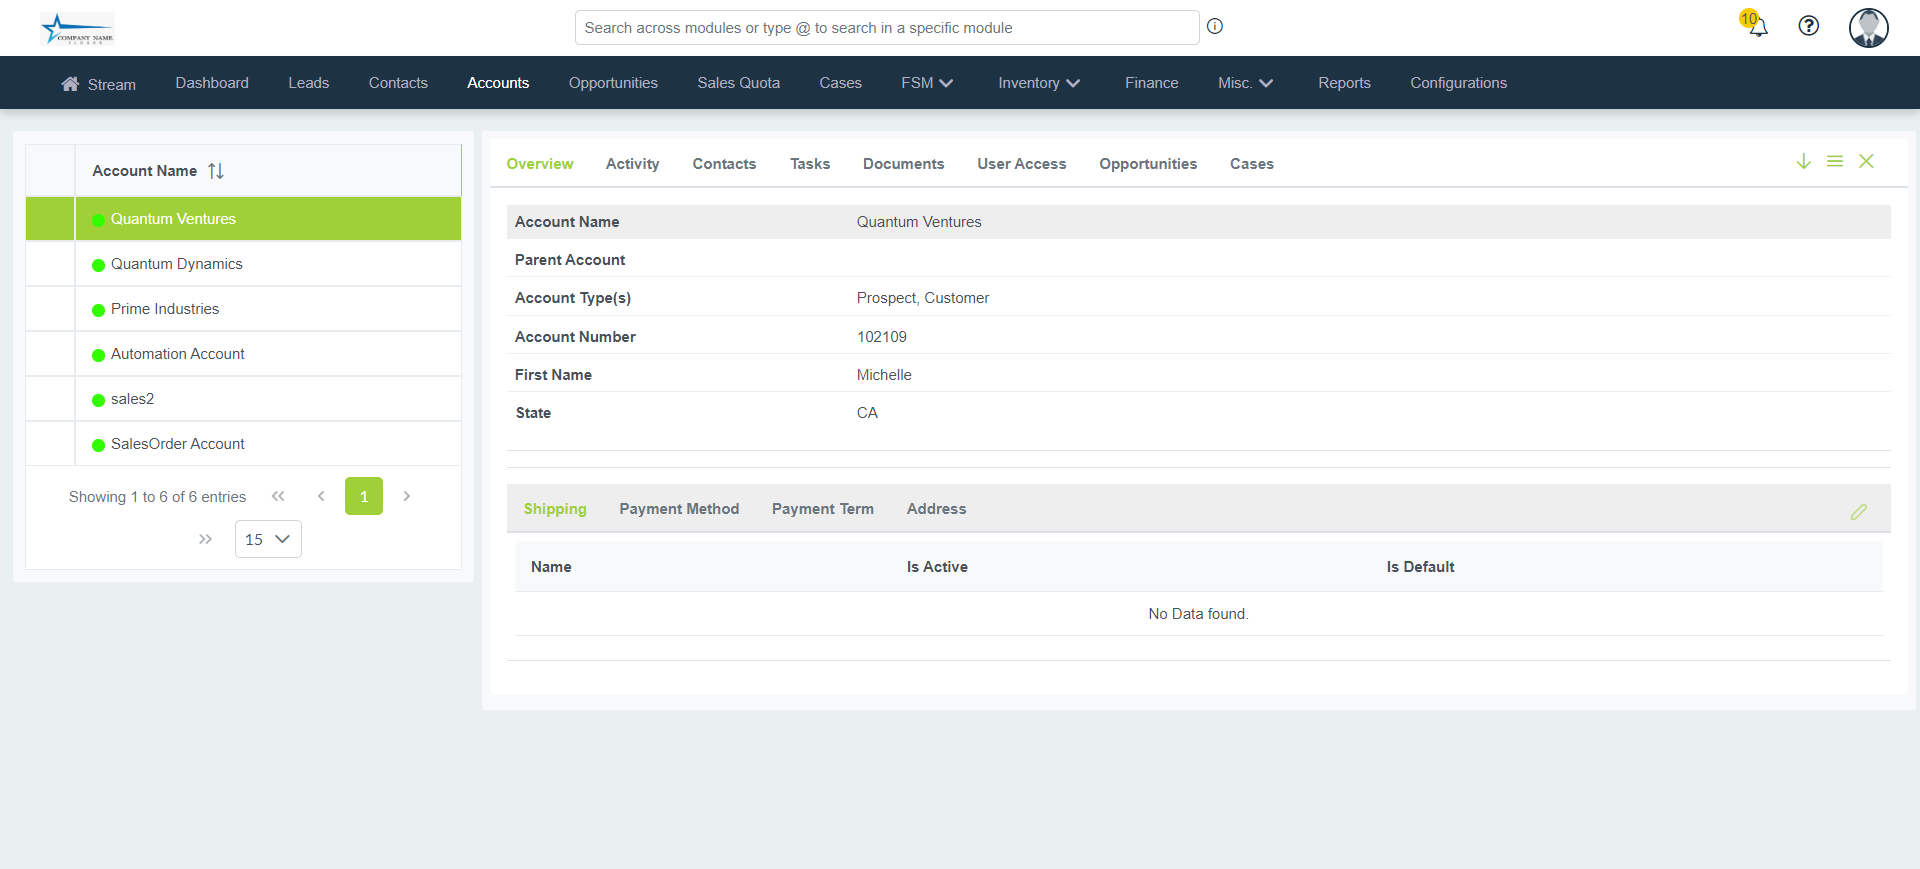 COMPANY NAME
Search across modules or type @ to search in a specific module
10
Stream Dashboard Leads Contacts Accounts Opportunities Sales Quota Cases FSM Inventory Finance Misc. Reports Configurations
Account Name
Quantum Ventures
Quantum Dynamics
Prime Industries
Automation Account
sales2
SalesOrder Account
Showing 1 to 6 of 6 entries
1
15
Overview Activity Contacts Tasks Documents User Access Opportunities Cases
Account Name Quantum Ventures
Parent Account
Account Type(s) Prospect, Customer
Account Number 102109
First Name Michelle
State CA
Shipping Payment Method Payment Term Address
Name Is Active Is Default
No Data found.